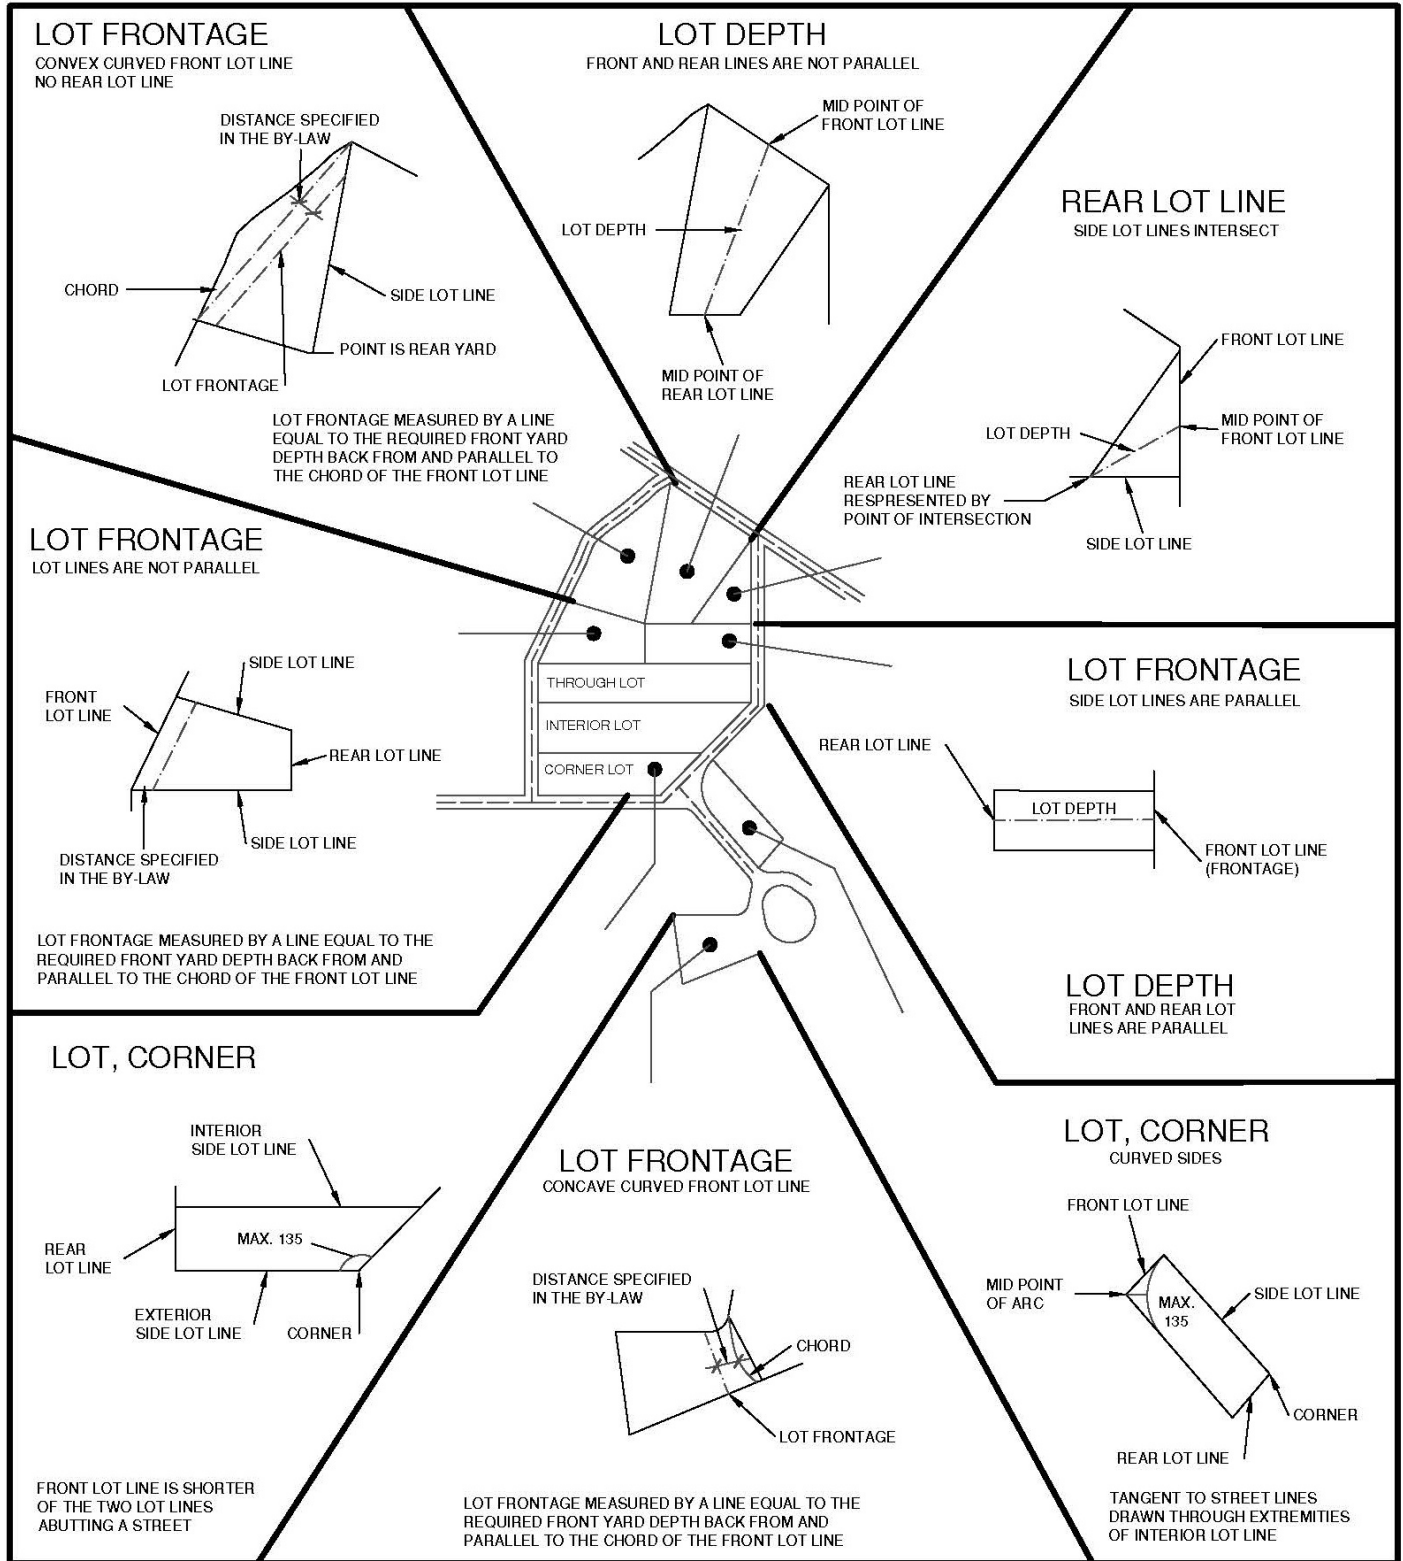 LOT FRONTAGE
CONVEX CURVED FRONT LOT LINE
NO REAR LOT LINE
DISTANCE SPECIFIED
IN THE BY-LAW
CHORD
SIDE LOT LINE
POINT IS REAR YARD
LOT FRONTAGE
LOT FRONTAGE MEASURED BY A LINE
EQUAL TO THE REQUIRED FRONT YARD
DEPTH BACK FROM AND PARALLEL TO
THE CHORD OF THE FRONT LOT LINE
LOT DEPTH
FRONT AND REAR LINES ARE NOT PARALLEL
MID POINT OF
FRONT LOT LINE
LOT DEPTH
MID POINT OF
REAR LOT LINE
REAR LOT LINE
SIDE LOT LINES INTERSECT
FRONT LOT LINE
MID POINT OF
FRONT LOT LINE
LOT DEPTH
REAR LOT LINE
RESPRESENTED BY
POINT OF INTERSECTION
SIDE LOT LINE
LOT FRONTAGE
LOT LINES ARE NOT PARALLEL
SIDE LOT LINE
FRONT
LOT LINE
REAR LOT LINE
SIDE LOT LINE
DISTANCE SPECIFIED
IN THE BY-LAW
LOT FRONTAGE MEASURED BY A LINE EQUAL TO THE
REQUIRED FRONT YARD DEPTH BACK FROM AND
PARALLEL TO THE CHORD OF THE FRONT LOT LINE
THROUGH LOT
INTERIOR LOT
CORNER LOT
LOT FRONTAGE
SIDE LOT LINES ARE PARALLEL
REAR LOT LINE
LOT DEPTH
FRONT LOT LINE
(FRONTAGE)
LOT DEPTH
FRONT AND REAR LOT
LINES ARE PARALLEL
LOT, CORNER
INTERIOR
SIDE LOT LINE
MAX. 135
REAR
LOT LINE
EXTERIOR
SIDE LOT LINE
CORNER
FRONT LOT LINE IS SHORTER
OF THE TWO LOT LINES
ABUTTING A STREET
LOT FRONTAGE
CONCAVE CURVED FRONT LOT LINE
DISTANCE SPECIFIED
IN THE BY-LAW
CHORD
LOT FRONTAGE
LOT FRONTAGE MEASURED BY A LINE EQUAL TO THE
REQUIRED FRONT YARD DEPTH BACK FROM AND
PARALLEL TO THE CHORD OF THE FRONT LOT LINE
LOT, CORNER
CURVED SIDES
FRONT LOT LINE
MID POINT
OF ARC
MAX.
135
SIDE LOT LINE
CORNER
REAR LOT LINE
TANGENT TO STREET LINES
DRAWN THROUGH EXTREMITIES
OF INTERIOR LOT LINE